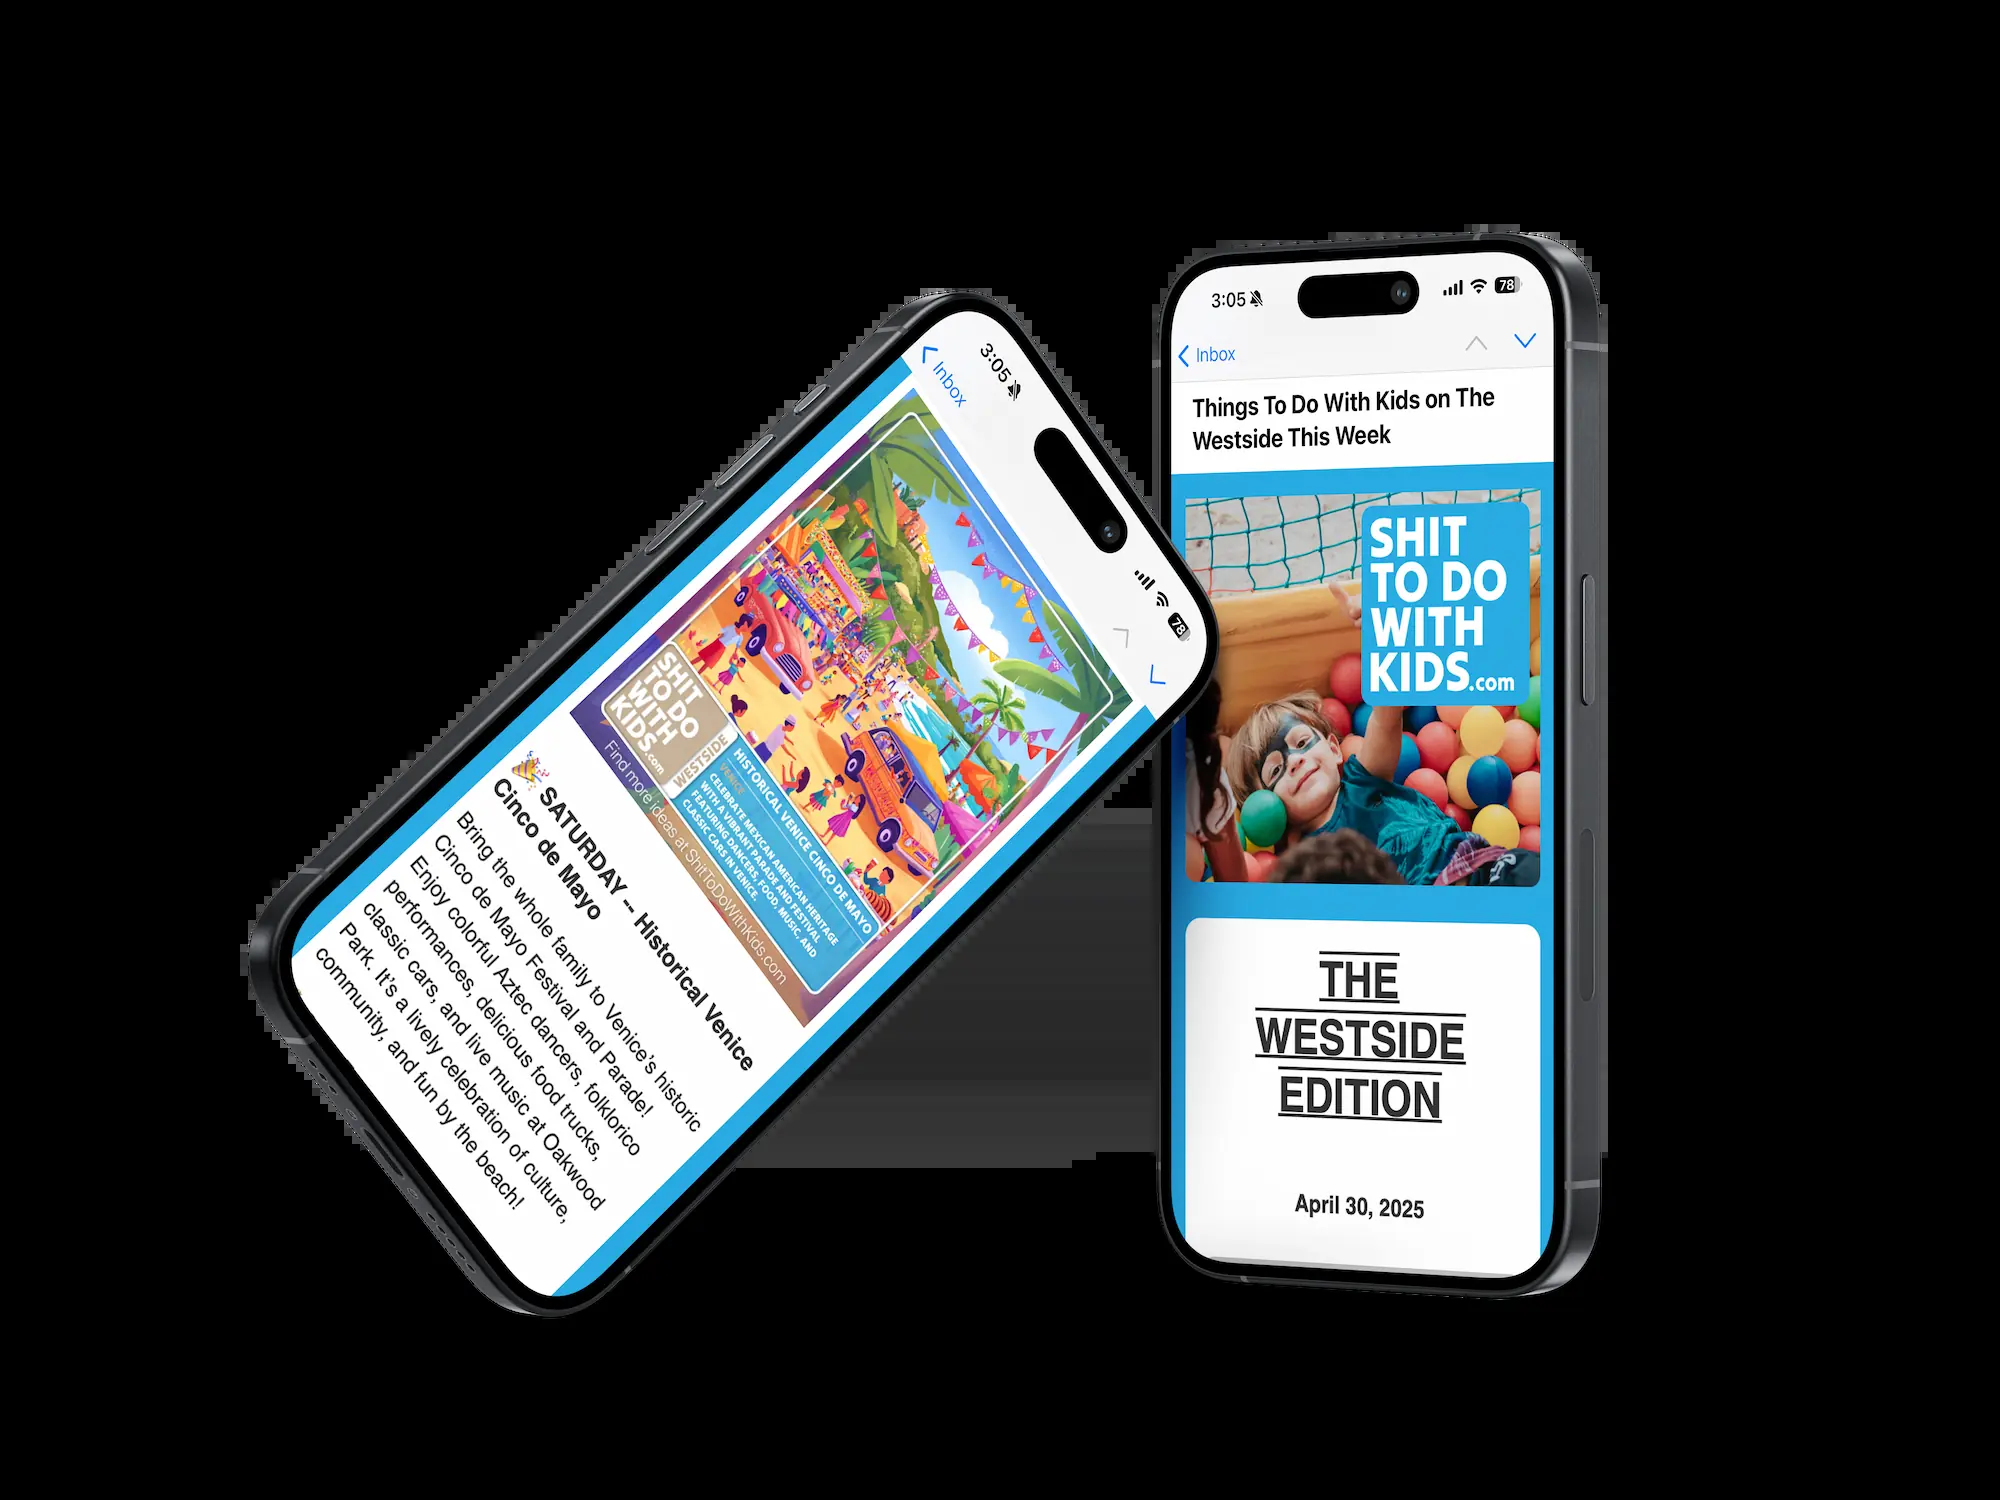 3:05
Inbox
SHIT
TO DO
WITH
KIDS.com
WESTSIDE
HISTORICAL VENICE CINCO DE MAYO
VENICE
CELEBRATE MEXICAN AMERICAN HERITAGE
WITH A VIBRANT PARADE AND FESTIVAL
FEATURING DANCERS, FOOD, MUSIC, AND
CLASSIC CARS IN VENICE.
Find more ideas at ShitToDoWithKids.com
SATURDAY -- Historical Venice
Cinco de Mayo
Bring the whole family to Venice's historic
Cinco de Mayo Festival and Parade!
Enjoy colorful Aztec dancers, folklorico
performances, delicious food trucks,
classic cars, and live music at Oakwood
Park. It's a lively celebration of culture,
community, and fun by the beach!
78
3:05
78
Inbox
Things To Do With Kids on The
Westside This Week
SHIT
TO DO
WITH
KIDS.com
THE
WESTSIDE
EDITION
April 30, 2025